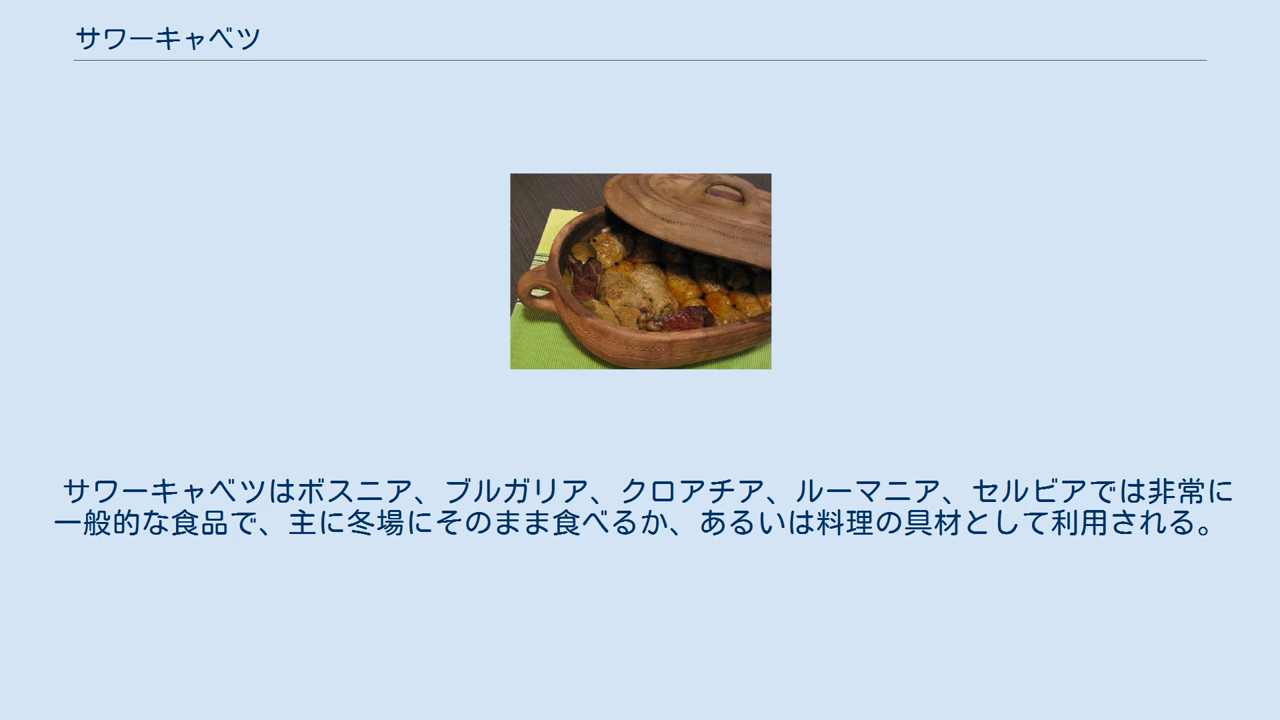 サワーキャベツ
サワーキャベツはボスニア、ブルガリア、クロアチア、ルーマニア、セルビアでは非常に
一般的な食品で、主に冬場にそのまま食べるか、あるいは料理の具材として利用される。